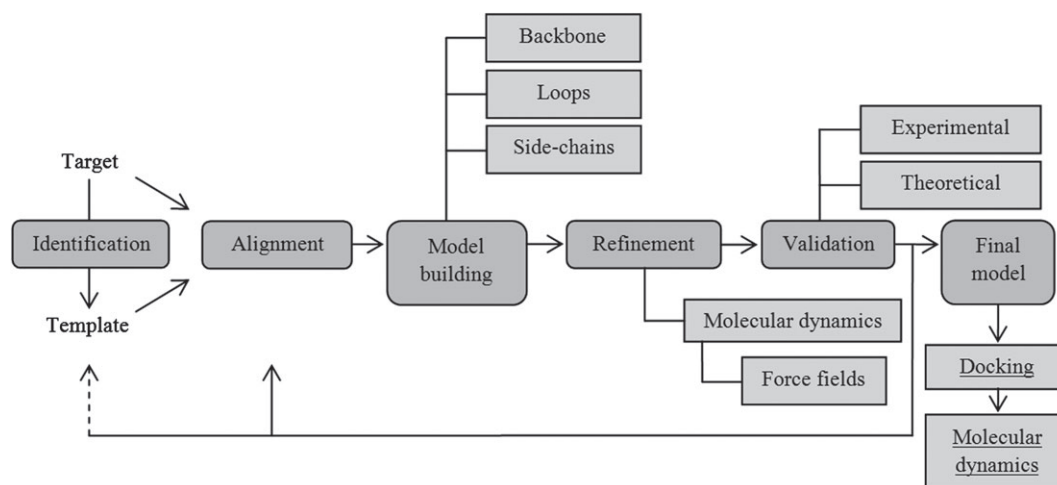 Backbone
Loops
Side-chains
Experimental
Theoretical
Target
Identification
Template
Alignment
Model
building
Refinement
Validation
Final
model
Molecular dynamics
Force fields
Docking
Molecular
dynamics